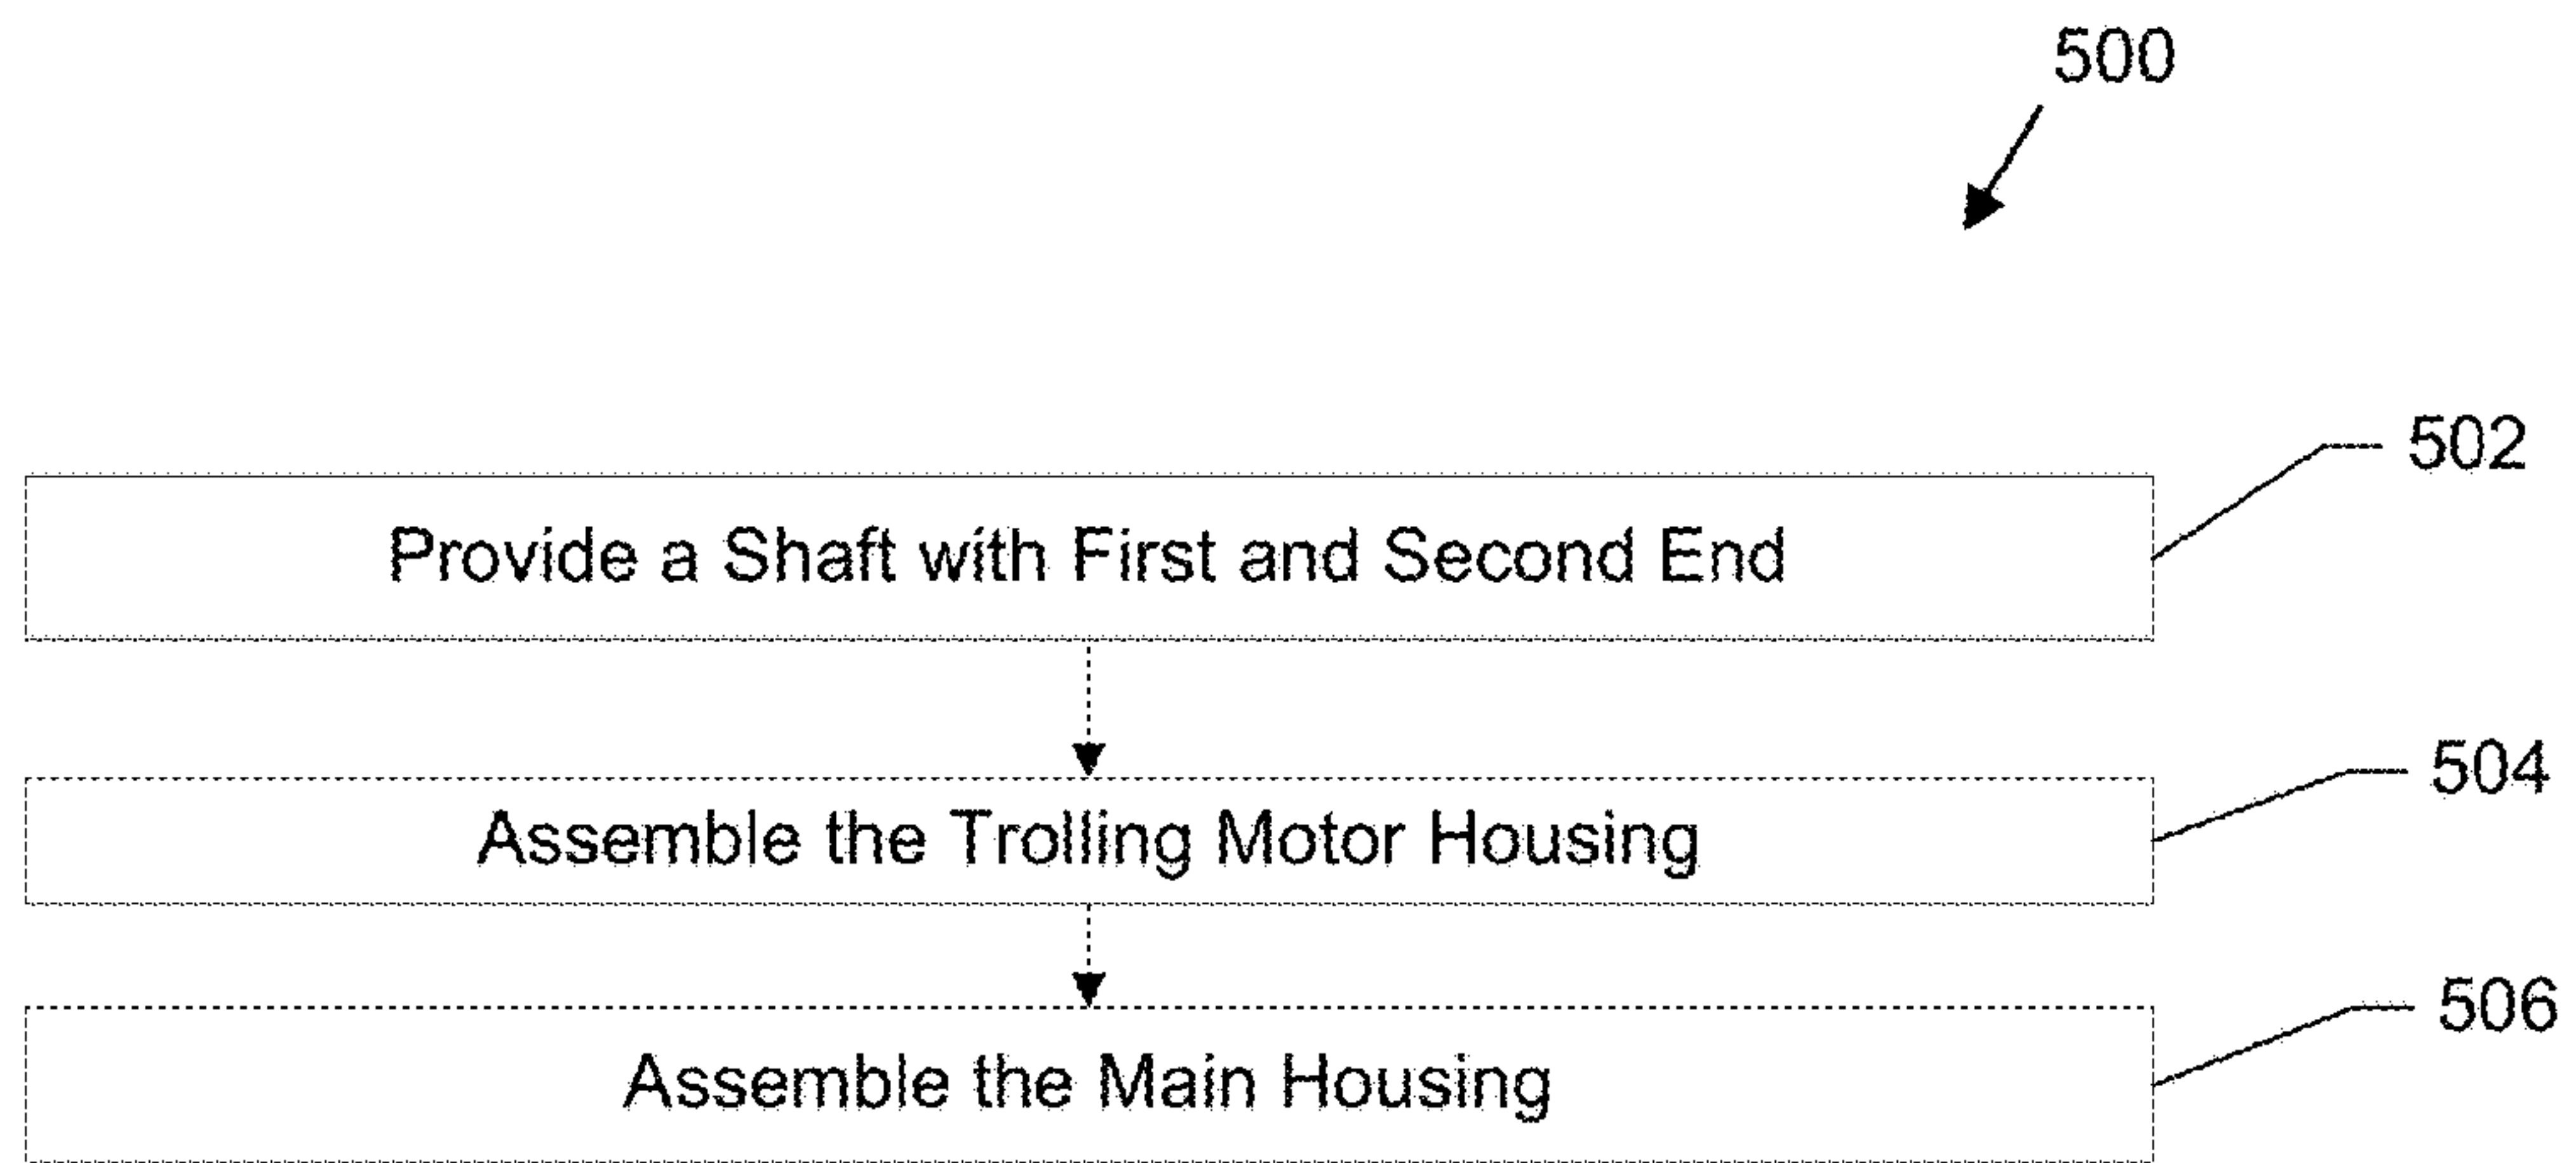 500
502
Provide a Shaft with First and Second End
504
Assemble the Trolling Motor Housing
506
Assemble the Main Housing